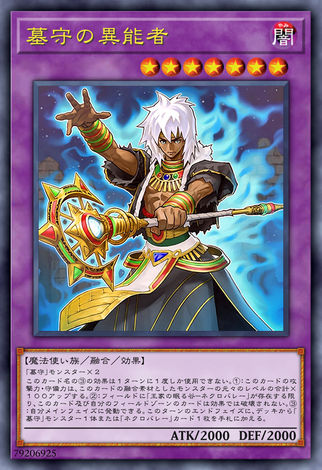 墓守の異能者
闇
やみ
【魔法使い族/融合/効果】
「墓守」モンスター×2
このカード名の③の効果は1ターンに1度しか使用できない。①:このカードの攻
撃力・守備力は、このカードの融合素材としたモンスターの元々のレベルの合計×
100アップする。②:フィールドに「王家の眠る谷-ネクロバレー」が存在する限
り、このカード及び自分のフィールドゾーンのカードは効果では破壊されない。③
:自分メインフェイズに発動できる。このターンのエンドフェイズに、デッキから「
墓守」モンスター1体または「ネクロバレー」カード1枚を手札に加える。
ATK/2000 DEF/2000
79206925